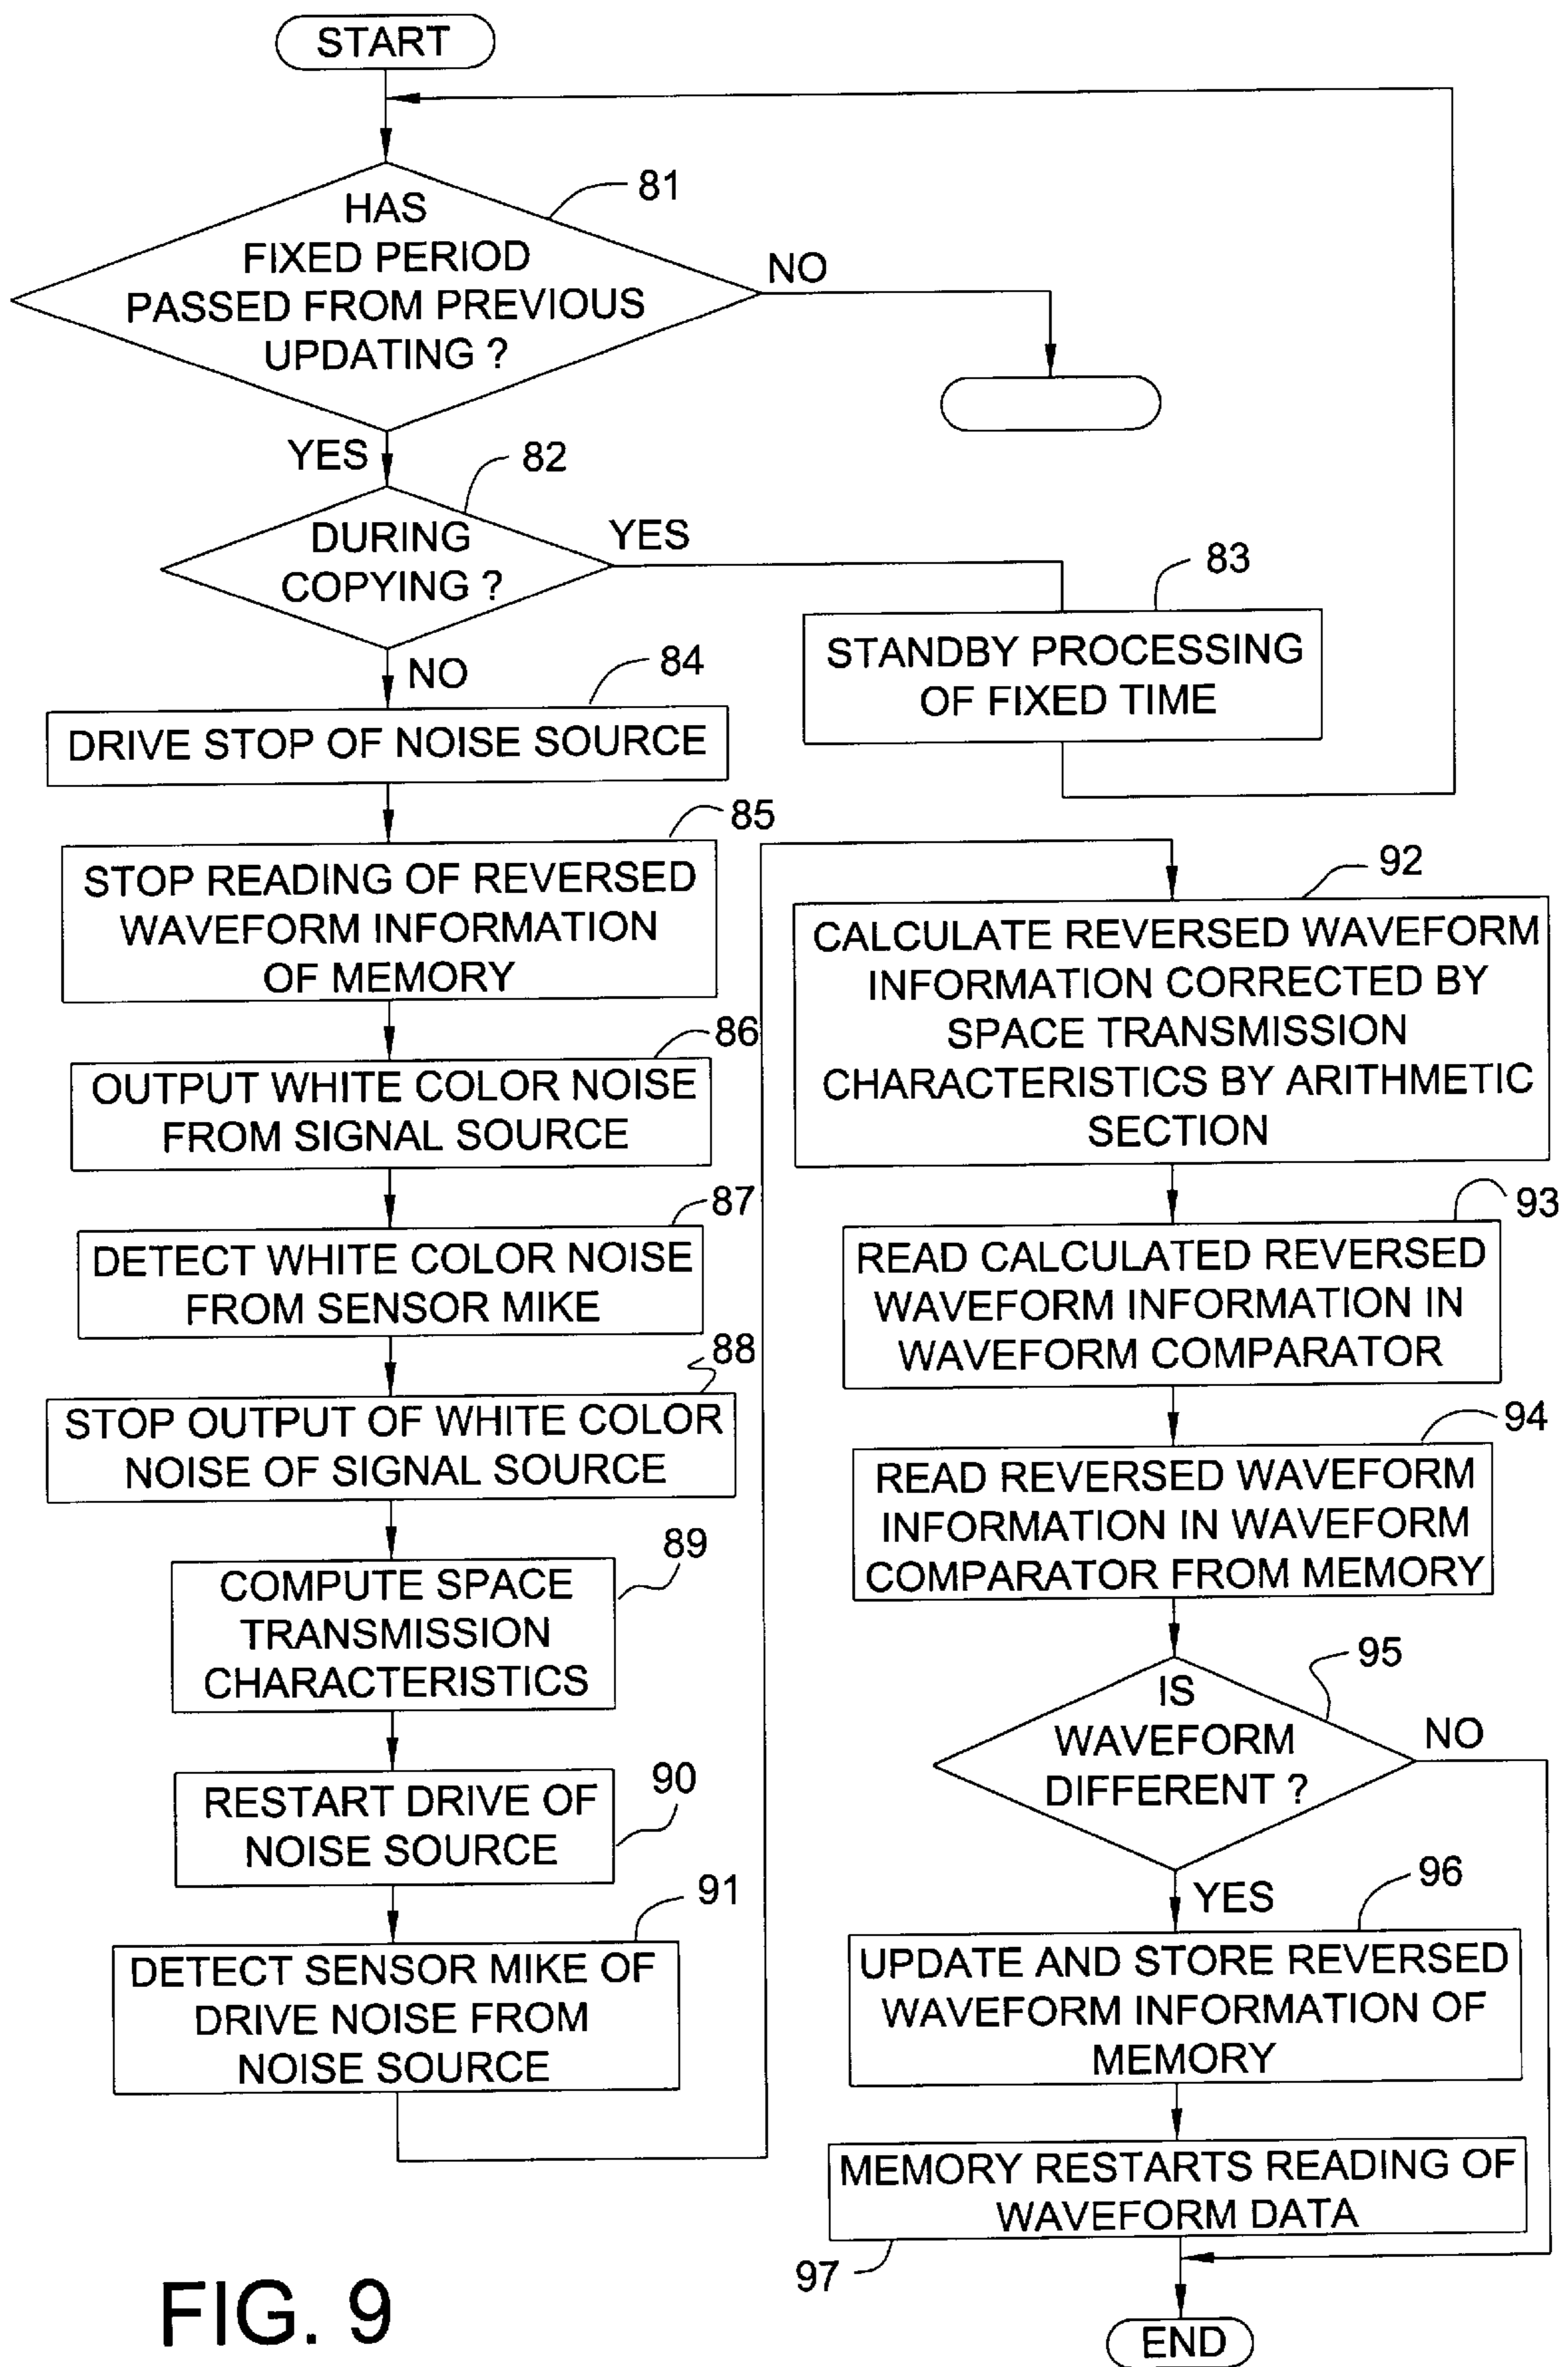 START
81
HAS
FIXED PERIOD
PASSED FROM PREVIOUS
UPDATING ?
NO
YES
82
DURING
COPYING ?
YES
83
STANDBY PROCESSING
OF FIXED TIME
NO
84
DRIVE STOP OF NOISE SOURCE
85
STOP READING OF REVERSED
WAVEFORM INFORMATION
OF MEMORY
86
OUTPUT WHITE COLOR NOISE
FROM SIGNAL SOURCE
87
DETECT WHITE COLOR NOISE
FROM SENSOR MIKE
88
STOP OUTPUT OF WHITE COLOR
NOISE OF SIGNAL SOURCE
89
COMPUTE SPACE
TRANSMISSION
CHARACTERISTICS
90
RESTART DRIVE OF
NOISE SOURCE
91
DETECT SENSOR MIKE OF
DRIVE NOISE FROM
NOISE SOURCE
92
CALCULATE REVERSED WAVEFORM
INFORMATION CORRECTED BY
SPACE TRANSMISSION
CHARACTERISTICS BY ARITHMETIC
SECTION
93
READ CALCULATED REVERSED
WAVEFORM INFORMATION IN
WAVEFORM COMPARATOR
94
READ REVERSED WAVEFORM
INFORMATION IN WAVEFORM
COMPARATOR FROM MEMORY
95
IS
WAVEFORM
DIFFERENT ?
NO
YES
96
UPDATE AND STORE REVERSED
WAVEFORM INFORMATION OF
MEMORY
MEMORY RESTARTS READING OF
WAVEFORM DATA
97
END
FIG. 9